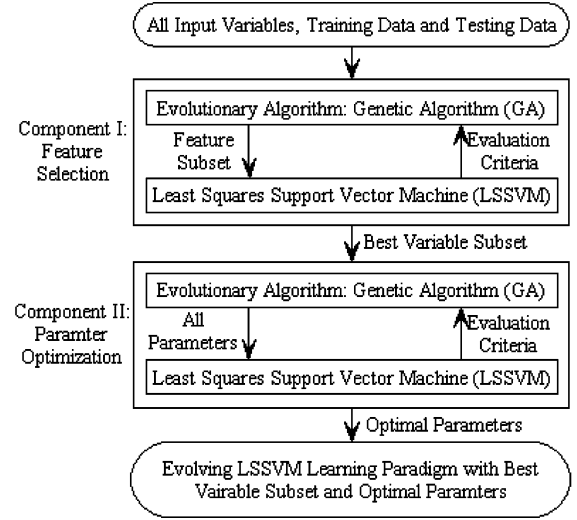 All Input Variables, Training Data and Testing Data
Component I:
Feature
Selection
Evolutionary Algorithm: Genetic Algorithm (GA)
Feature
Subset
Evaluation
Criteria
Least Squares Support Vector Machine (LSSVM)
Best Variable Subset
Component II:
Paramter
Optimization
Evolutionary Algorithm: Genetic Algorithm (GA)
All
Parameters
Evaluation
Criteria
Least Squares Support Vector Machine (LSSVM)
Optimal Parameters
Evolving LSSVM Learning Paradigm with Best
Vairable Subset and Optimal Paramters